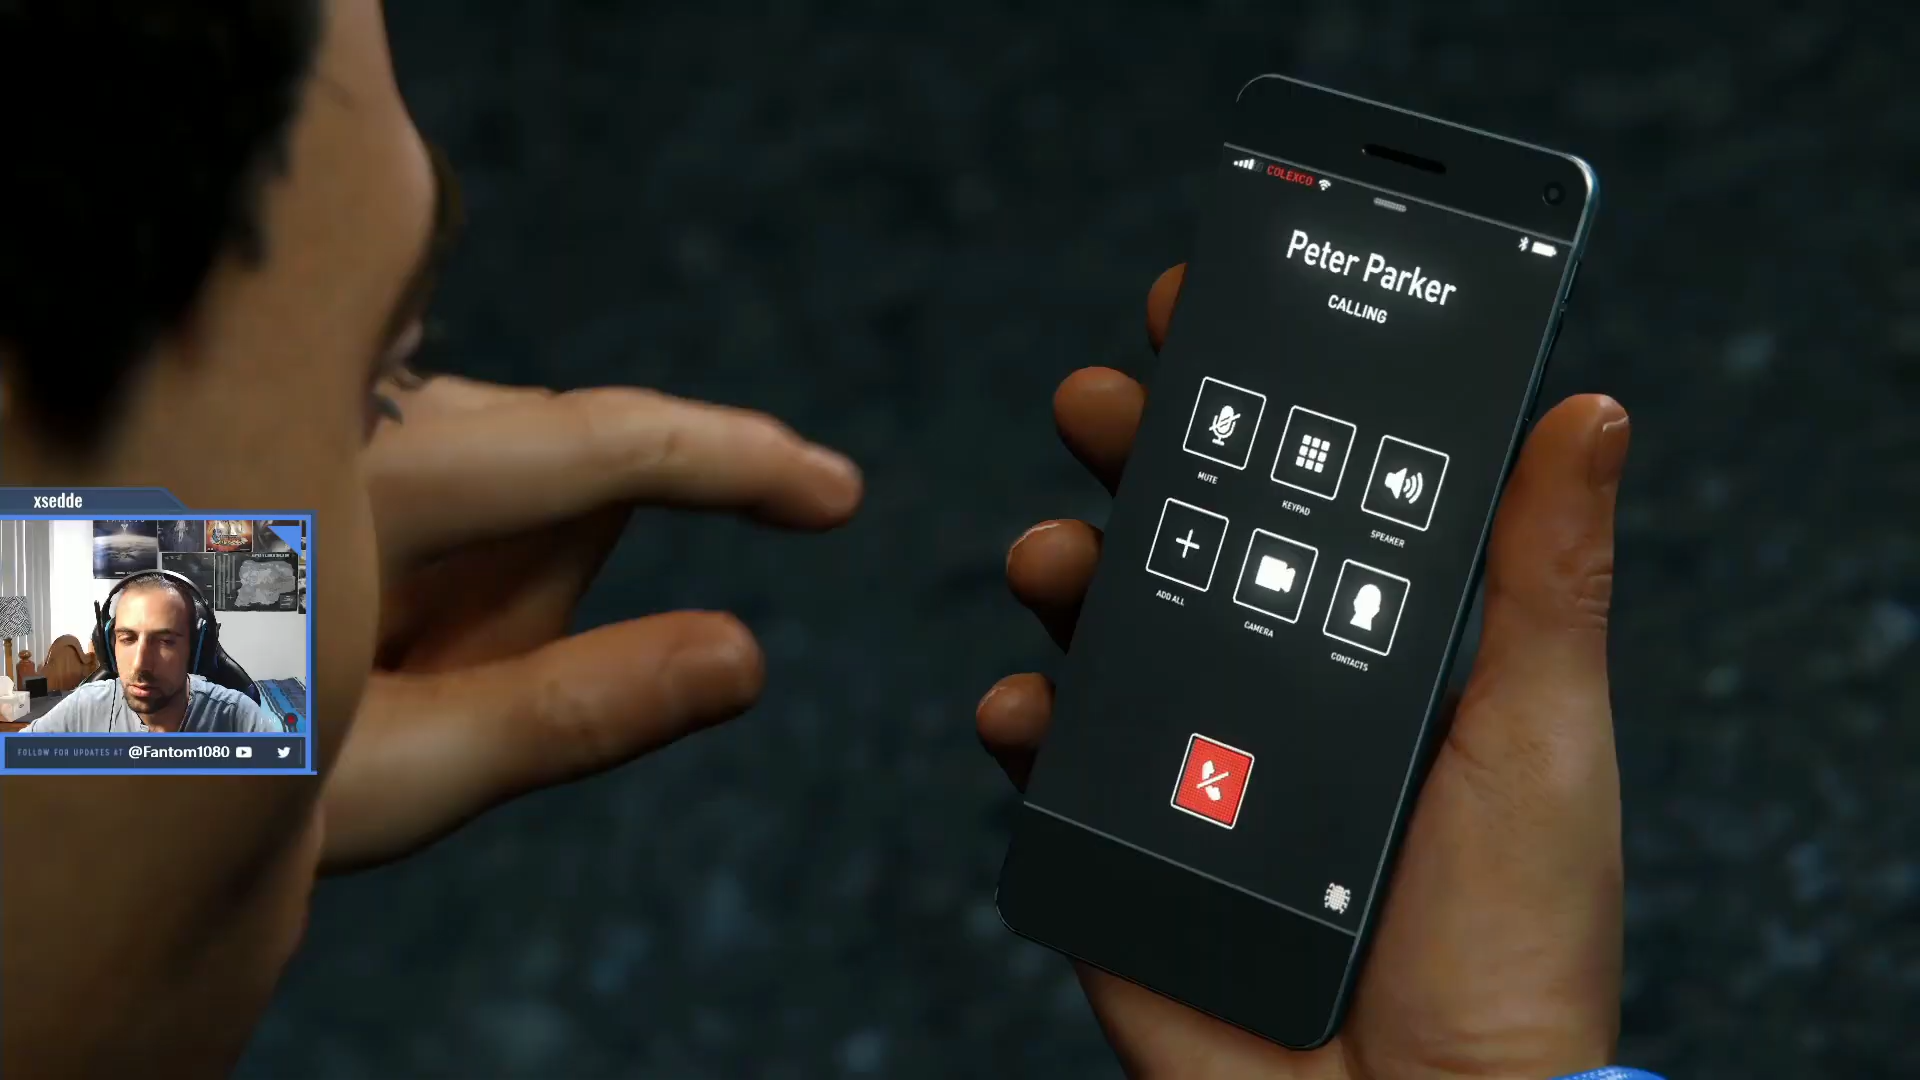 COLEXCO
Peter Parker
CALLING
MUTE
KEYPAD
SPEAKER
ADD ALL
CAMERA
CONTACTS
xsedde
FOLLOW FOR UPDATES AT @Fantom1080